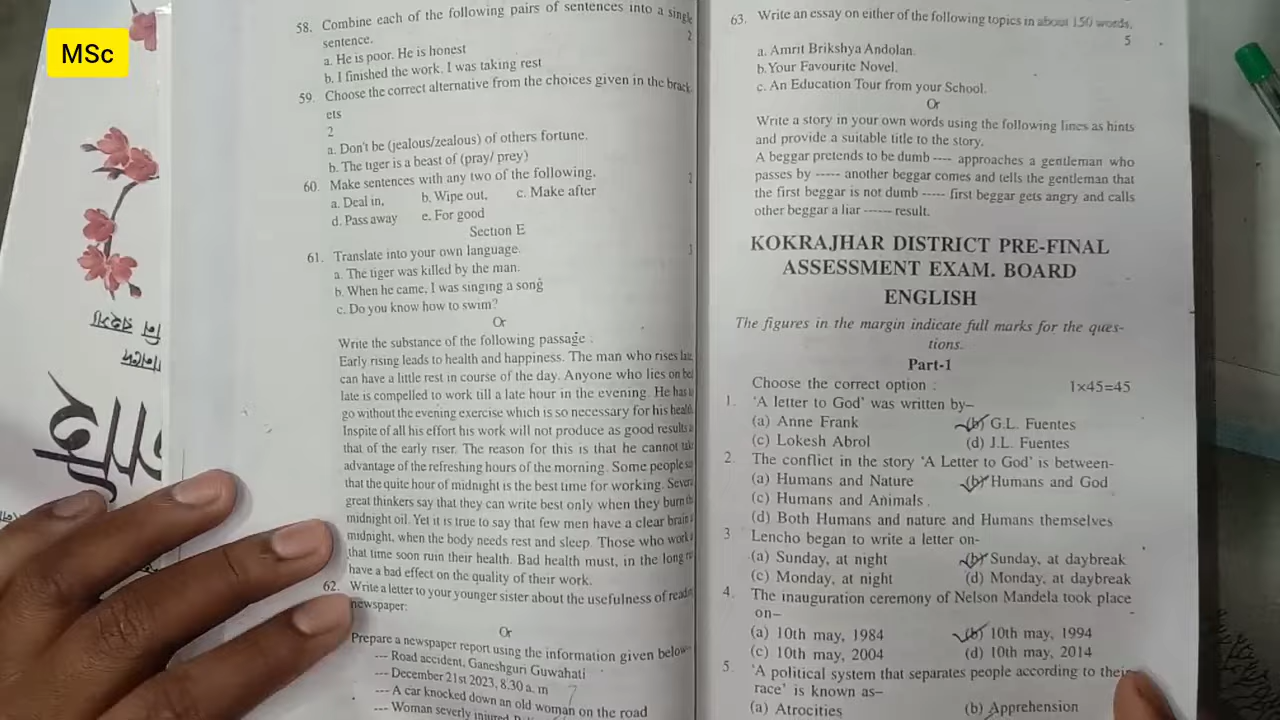 MSc
58. Combine each of the following pairs of sentences into a single
sentence. 2
a. He is poor. He is honest
b. I finished the work. I was taking rest
59. Choose the correct alternative from the choices given in the brack
ets
2
a. Don't be (jealous/zealous) of others fortune.
b. The tiger is a beast of (pray/ prey)
60. Make sentences with any two of the following. 2
a. Deal in, b. Wipe out, c. Make after
d. Pass away e. For good
Section E
61. Translate into your own language. 3
a. The tiger was killed by the man.
b. When he came, I was singing a song
c. Do you know how to swim?
Or
Write the substance of the following passage :
Early rising leads to health and happiness. The man who rises late
can have a little rest in course of the day. Anyone who lies on bed
late is compelled to work till a late hour in the evening. He has to
go without the evening exercise which is so necessary for his health.
Inspite of all his effort his work will not produce as good results
that of the early riser. The reason for this is that he cannot
advantage of the refreshing hours of the morning. Some people
that the quite hour of midnight is the best time for working.
great thinkers say that they can write best only when they burn
midnight oil. Yet it is true to say that few men have a clear brain
midnight, when the body needs rest and sleep. Those who work
that time soon ruin their health. Bad health must, in the long
have a bad effect on the quality of their work.
62. Write a letter to your younger sister about the usefulness of
newspaper:
Or
Prepare a newspaper report using the information given below
--- Road accident, Ganeshguri Guwahati
--- December 21st 2023, 8.30 a. m
--- A car knocked down an old woman on the road
--- Woman severly injured
63. Write an essay on either of the following topics in about 150 words.
5
a. Amrit Brikshya Andolan.
b.Your Favourite Novel.
c. An Education Tour from your School.
Or
Write a story in your own words using the following lines as hints
and provide a suitable title to the story.
A beggar pretends to be dumb ---- approaches a gentleman who
passes by ----- another beggar comes and tells the gentleman that
the first beggar is not dumb ----- first beggar gets angry and calls
other beggar a liar ------ result.
KOKRAJHAR DISTRICT PRE-FINAL
ASSESSMENT EXAM. BOARD
ENGLISH
The figures in the margin indicate full marks for the ques-
tions.
Part-1
Choose the correct option : 1×45=45
1. 'A letter to God' was written by–
(a) Anne Frank (b) G.L. Fuentes
(c) Lokesh Abrol (d) J.L. Fuentes
2. The conflict in the story 'A Letter to God' is between-
(a) Humans and Nature (b) Humans and God
(c) Humans and Animals.
(d) Both Humans and nature and Humans themselves
3 Lencho began to write a letter on-
(a) Sunday, at night (b) Sunday, at daybreak
(c) Monday, at night (d) Monday, at daybreak
4. The inauguration ceremony of Nelson Mandela took place
on–
(a) 10th may, 1984 (b) 10th may, 1994
(c) 10th may, 2004 (d) 10th may, 2014
5. 'A political system that separates people according to their
race' is known as–
(a) Atrocities (b) Apprehension